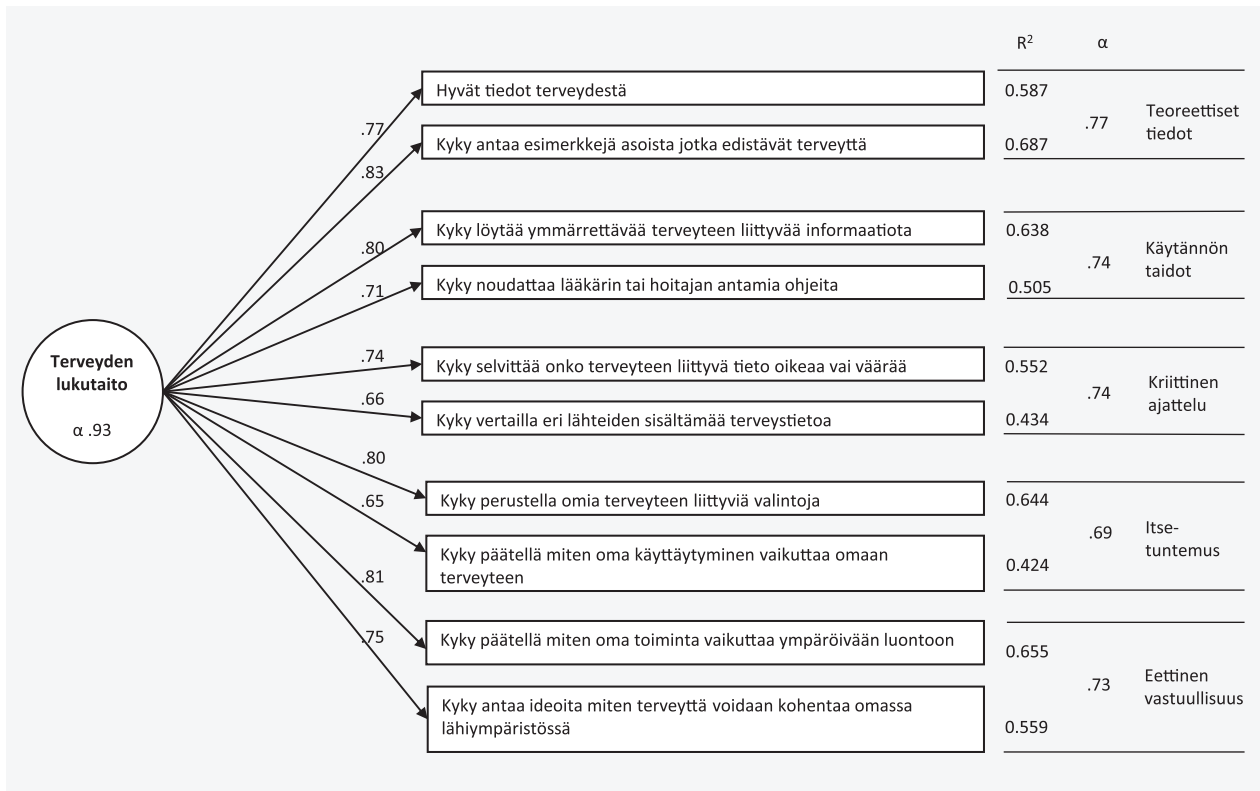 R² α
Hyvät tiedot terveydestä
0.587
.77
Kyky antaa esimerkkejä asoista jotka edistävät terveyttä
0.687
.83
.77
Teoreettiset
tiedot
Kyky löytää ymmärrettävää terveyteen liittyvää informaatiota
0.638
.80
Kyky noudattaa lääkärin tai hoitajan antamia ohjeita
0.505
.71
.74
Käytännön
taidot
Terveyden
lukutaito
α .93
Kyky selvittää onko terveyteen liittyvä tieto oikeaa vai väärää
0.552
.74
Kyky vertailla eri lähteiden sisältämää terveystietoa
0.434
.66
.74
Kriittinen
ajattelu
Kyky perustella omia terveyteen liittyviä valintoja
0.644
.80
Kyky päätellä miten oma käyttäytyminen vaikuttaa omaan
terveyteen
0.424
.65
.69
Itse-
tuntemus
Kyky päätellä miten oma toiminta vaikuttaa ympäröivään luontoon
0.655
.81
Kyky antaa ideoita miten terveyttä voidaan kohentaa omassa
lähiympäristössä
0.559
.75
.73
Eettinen
vastuullisuus